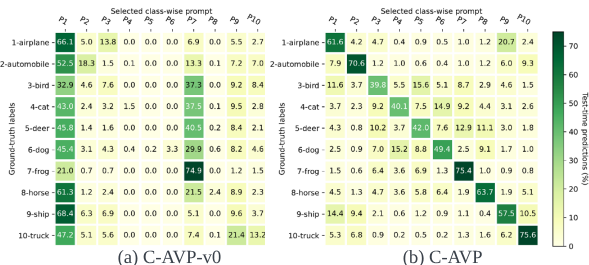 Selected class-wise prompt
Selected class-wise prompt
P1 P2 P3 P4 P5 P6 P7 P8 P9 P10
P1 P2 P3 P4 P5 P6 P7 P8 P9 P10
1-airplane 66.1 5.0 13.8 0.0 0.0 0.0 6.9 0.0 5.5 2.7
2-automobile 52.5 18.3 1.5 0.1 0.0 0.0 13.3 0.1 7.2 7.0
3-bird 32.9 4.6 7.6 0.0 0.0 0.0 37.3 0.0 9.2 8.4
4-cat 43.0 2.4 3.2 1.5 0.0 0.0 37.5 0.1 9.5 2.8
5-deer 45.8 1.4 1.6 0.0 0.0 0.0 40.5 0.2 8.4 2.1
6-dog 45.4 3.1 0.4 0.4 0.2 3.3 29.9 0.6 8.2 4.6
7-frog 21.0 0.7 0.7 0.0 0.0 0.0 74.9 0.0 1.2 1.5
8-horse 61.3 1.2 2.4 0.0 0.0 0.0 21.5 2.4 8.9 2.3
9-ship 68.4 6.3 6.9 0.0 0.0 0.0 5.1 0.0 9.6 3.7
10-truck 47.2 5.1 5.6 0.0 0.0 0.0 7.4 0.1 21.4 13.2
Ground-truth labels
(a) C-AVP-v0
1-airplane 61.6 4.2 4.7 0.4 0.9 0.5 1.0 1.2 20.7 2.4
2-automobile 7.9 70.6 1.2 0.6 0.5 1.0 1.2 1.0 6.0 9.3
3-bird 11.6 3.7 39.8 5.5 15.6 5.1 8.7 2.9 4.6 1.5
4-cat 3.7 2.3 9.2 40.1 7.5 14.9 9.2 4.4 3.1 2.6
5-deer 4.3 0.8 10.2 3.7 42.0 7.6 12.9 11.1 3.0 1.8
6-dog 2.4 0.9 7.0 15.2 8.8 49.4 2.5 9.1 1.7 0.0
7-frog 1.5 0.6 6.4 3.6 6.9 1.3 75.4 0.9 1.3 1.2
8-horse 4.5 1.3 4.7 3.6 5.8 6.4 1.9 63.7 1.9 5.1
9-ship 14.4 9.4 2.1 0.6 1.2 0.9 1.1 0.4 57.5 10.5
10-truck 5.3 6.8 0.9 0.2 0.5 0.2 1.3 1.6 6.2 75.6
Ground-truth labels
(b) C-AVP
70
60
50
40
30
20
10
0
Test-time predictions (%)